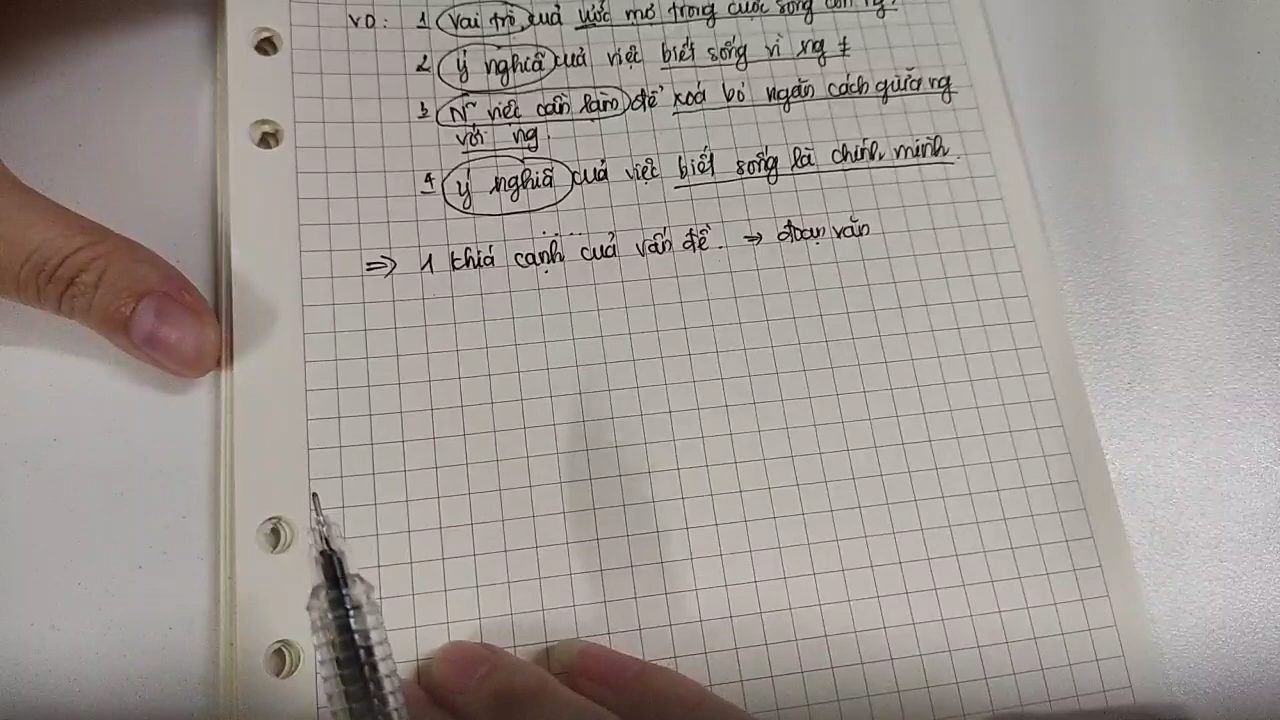 VD: 1 Vai trò của ước mơ trong cuộc sống con ng.
2 ý nghĩa của việc biết sống vì ng ≠
3 N~ việc cần làm để xoá bỏ ngăn cách giữa ng
với ng.
4 ý nghĩa của việc biết sống là chính mình.
.....
⇒ 1 khía cạnh của vấn đề. ⇒ đoạn văn